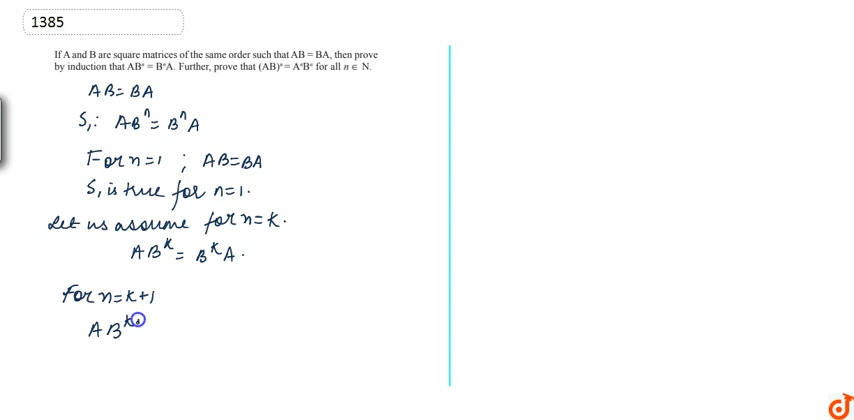 1385
If A and B are square matrices of the same order such that AB = BA, then prove
by induction that ABⁿ = BⁿA. Further, prove that (AB)ⁿ = AⁿBⁿ for all n ∈ N.
AB = BA
S₁: ABⁿ = BⁿA
For n=1 ; AB=BA
S₁ is true for n=1.
Let us assume for n=k.
ABᵏ = BᵏA.
For n=k+1
ABᵏ